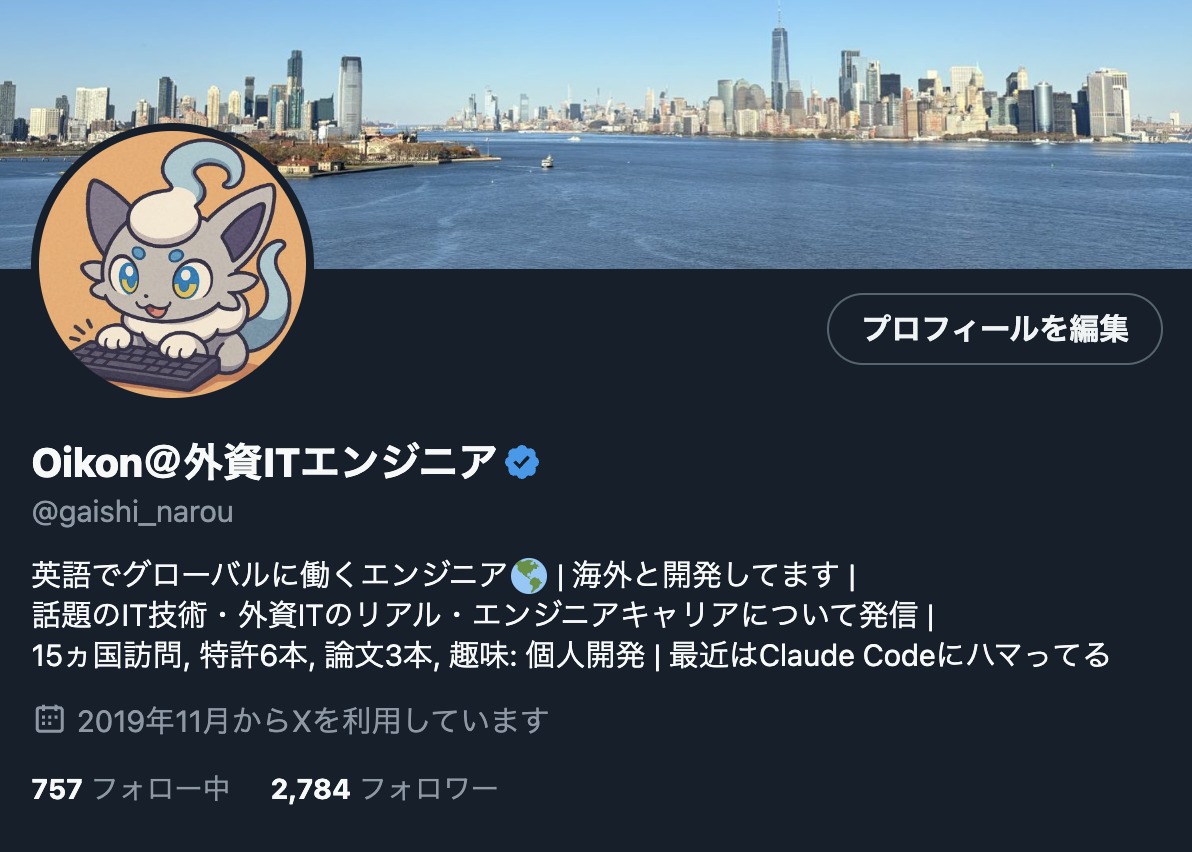 プロフィールを編集
Oikon@外資ITエンジニア
@gaishi_narou
英語でグローバルに働くエンジニア🌎 | 海外と開発してます |
話題のIT技術・外資ITのリアル・エンジニアキャリアについて発信 |
15ヵ国訪問, 特許6本, 論文3本, 趣味: 個人開発 | 最近はClaude Codeにハマってる
2019年11月からXを利用しています
757 フォロー中 2,784 フォロワー